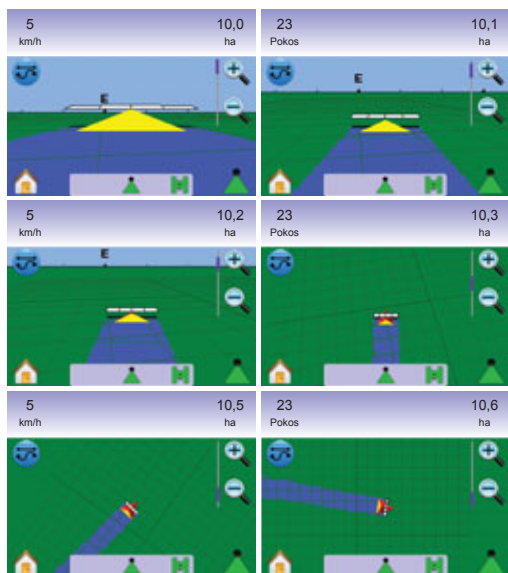 5 10,0
km/h ha
E
23 10,1
Pokos ha
E
5 10,2
km/h ha
E
23 10,3
Pokos ha
5 10,5
km/h ha
23 10,6
Pokos ha